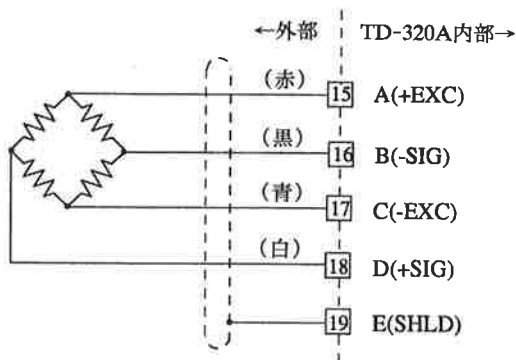 ←外部 TD-320A内部→
（赤） 15 A(+EXC)
（黒） 16 B(-SIG)
（青） 17 C(-EXC)
（白） 18 D(+SIG)
19 E(SHLD)